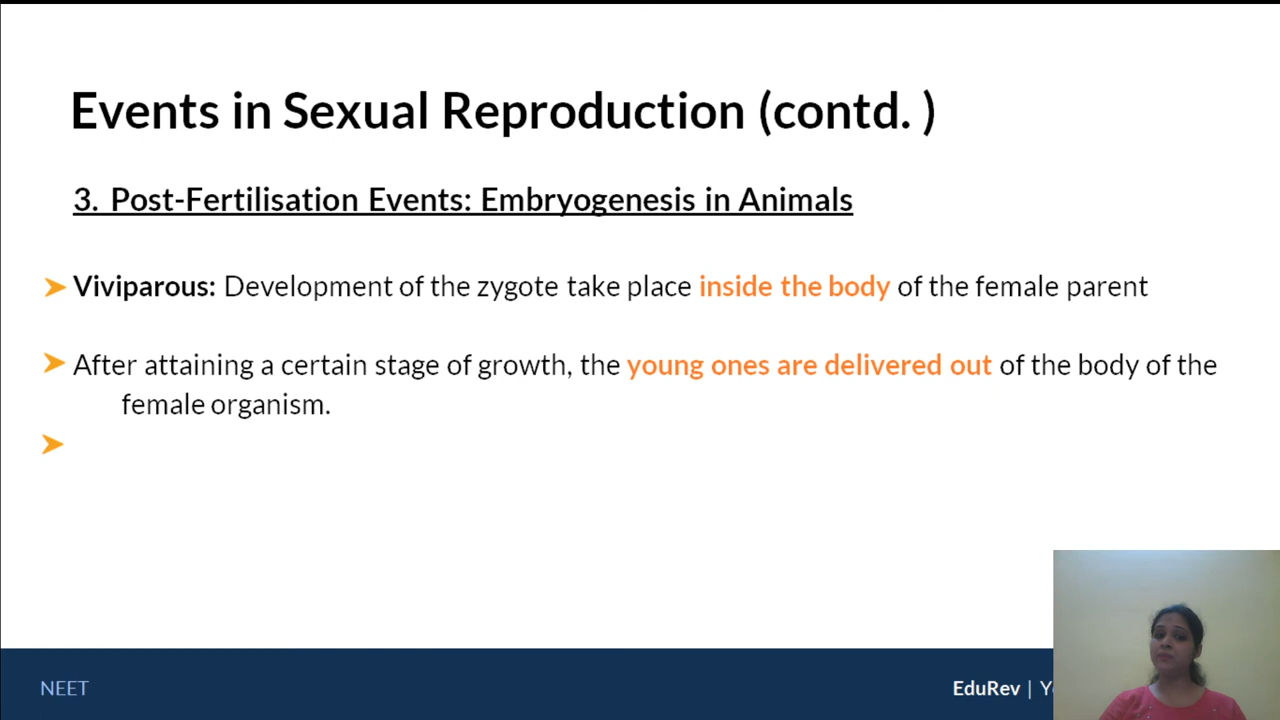 Events in Sexual Reproduction (contd. )
3. Post-Fertilisation Events: Embryogenesis in Animals
Viviparous: Development of the zygote take place inside the body of the female parent
After attaining a certain stage of growth, the young ones are delivered out of the body of the
female organism.
NEET
EduRev |